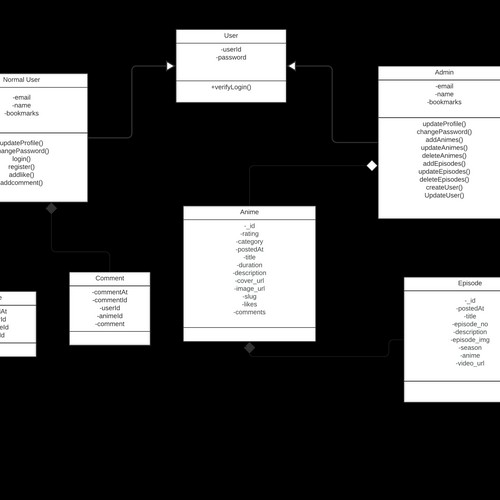 User
-userId
-password
+verifyLogin()
Normal User
-email
-name
-bookmarks
updateProfile()
hangePassword()
login()
register()
addlike()
addcomment()
Admin
-email
-name
-bookmarks
updateProfile()
changePassword()
addAnimes()
updateAnimes()
deleteAnimes()
addEpisodes()
updateEpisodes()
deleteEpisodes()
createUser()
UpdateUser()
Anime
-_id
-rating
-category
-postedAt
-title
-duration
-description
-cover_url
-image_url
-slug
-likes
-comments
Comment
-commentAt
-commentId
-userId
-animeId
-comment
Episode
-_id
-postedAt
-title
-episode_no
-description
-episode_img
-season
-anime
-video_url
e
At
Id
eId
Id